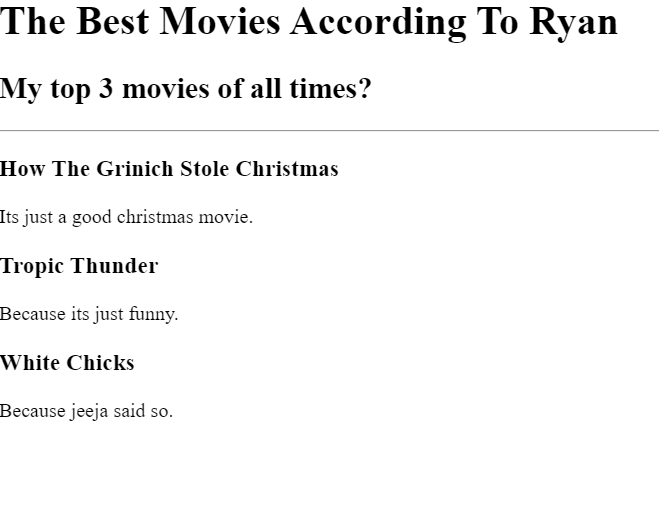 The Best Movies According To Ryan
My top 3 movies of all times?
How The Grinich Stole Christmas
Its just a good christmas movie.
Tropic Thunder
Because its just funny.
White Chicks
Because jeeja said so.